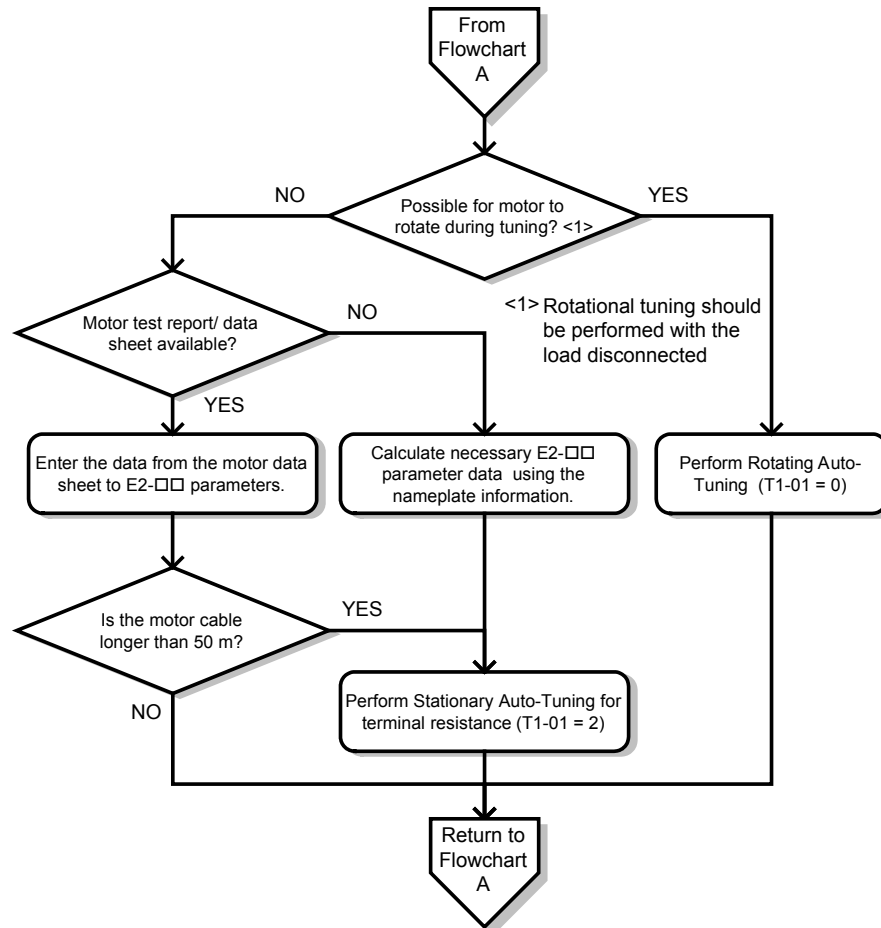 From
Flowchart
A
NO
YES
Possible for motor to
rotate during tuning? <1>
<1> Rotational tuning should
be performed with the
load disconnected
Motor test report/ data
sheet available?
NO
YES
Enter the data from the motor data
sheet to E2-□□ parameters.
Calculate necessary E2-□□
parameter data using the
nameplate information.
Perform Rotating Auto-
Tuning (T1-01 = 0)
Is the motor cable
longer than 50 m?
YES
NO
Perform Stationary Auto-Tuning for
terminal resistance (T1-01 = 2)
Return to
Flowchart
A